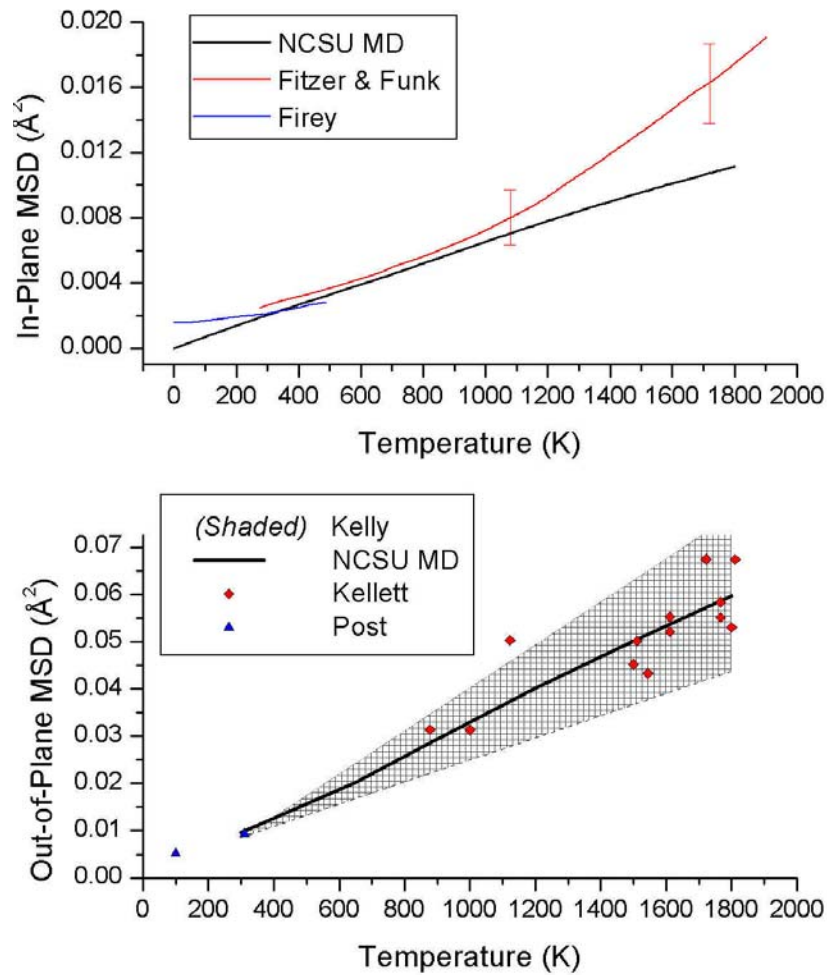 In-Plane MSD (Å²)
0.020
0.016
0.012
0.008
0.004
0.000
NCSU MD
Fitzer & Funk
Firey
0 200 400 600 800 1000 1200 1400 1600 1800 2000
Temperature (K)
Out-of-Plane MSD (Å²)
0.07
0.06
0.05
0.04
0.03
0.02
0.01
0.00
(Shaded) Kelly
NCSU MD
Kellett
Post
0 200 400 600 800 1000 1200 1400 1600 1800 2000
Temperature (K)